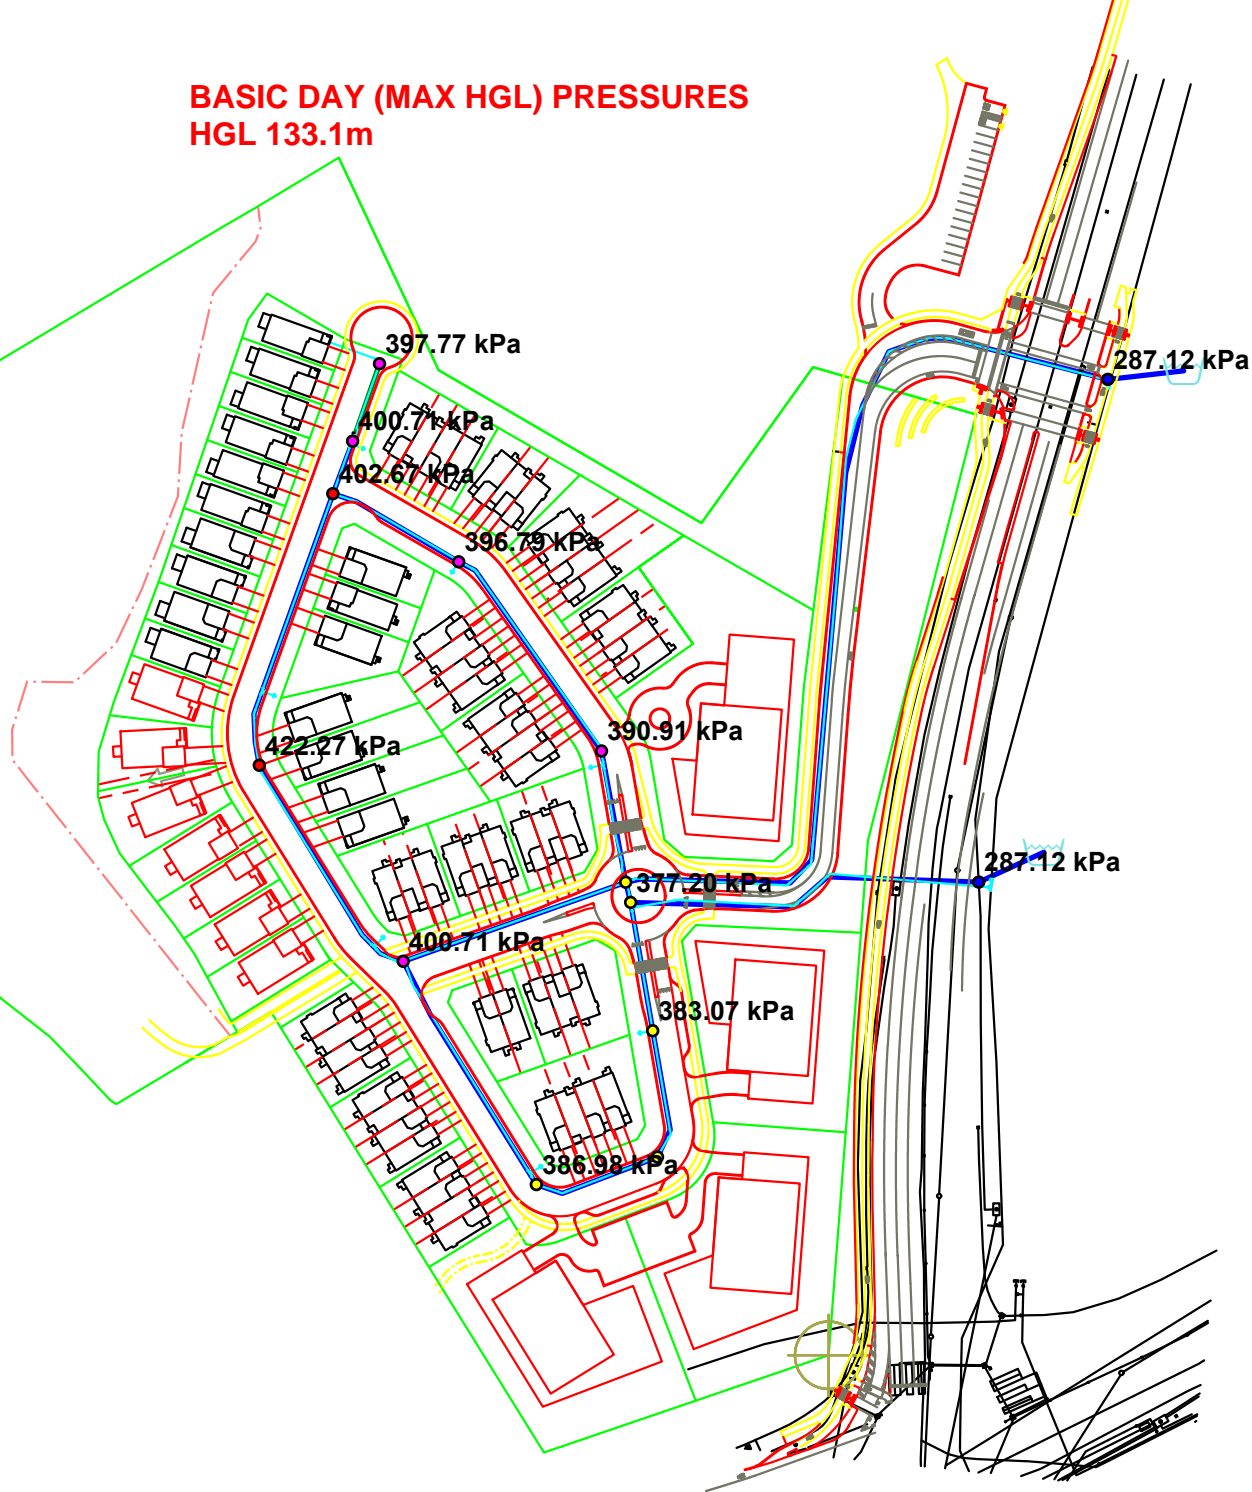 BASIC DAY (MAX HGL) PRESSURES
HGL 133.1m
397.77 kPa
287.12 kPa
400.71 kPa
402.67 kPa
396.79 kPa
390.91 kPa
422.27 kPa
287.12 kPa
377.20 kPa
400.71 kPa
383.07 kPa
386.98 kPa